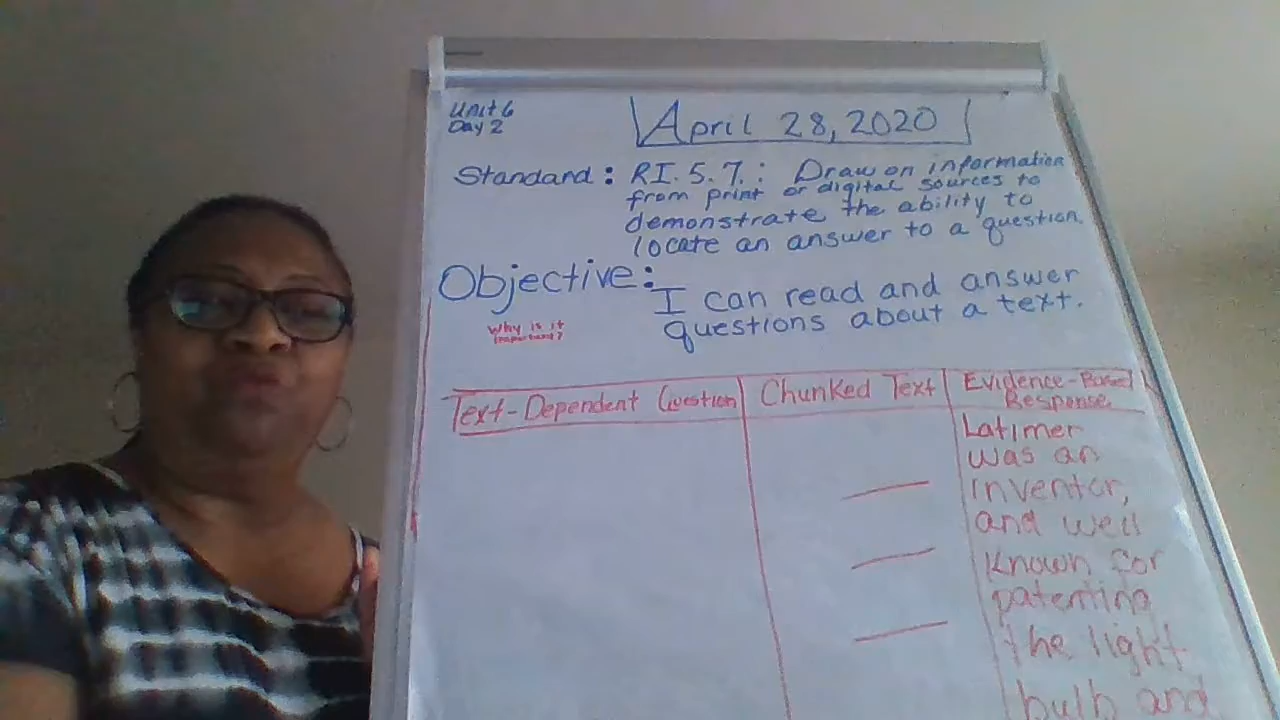 Unit 6
Day 2
April 28, 2020
Standard: RI.5.7.: Draw on information
from print or digital sources to
demonstrate the ability to
locate an answer to a question.
Objective: I can read and answer
questions about a text.
Why is it
important?
Text-Dependent Question
Chunked Text
Evidence-Based
Response
Latimer
was an
inventor,
and well
known for
patenting
the light
bulb and